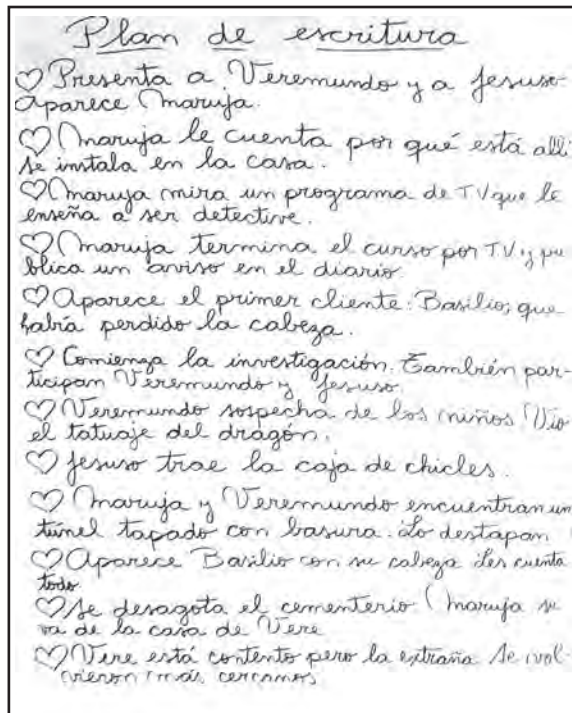 Plan de escritura
Presenta a Veremundo y a Jesuso
Aparece Maruja.
Maruja le cuenta por qué está allí
se instala en la casa.
Maruja mira un programa de TV que le
enseña a ser detective.
Maruja termina el curso por TV y pu
blica un aviso en el diario
Aparece el primer cliente: Basilio, que
había perdido la cabeza.
Comienza la investigación. También par-
ticipan Veremundo y Jesuso.
Veremundo sospecha de los niños. Vio
el tatuaje del dragón.
Jesuso trae la caja de chicles.
Maruja y Veremundo encuentran un
túnel tapado con basura. Lo destapan
Aparece Basilio con su cabeza Les cuenta
todo.
Se desagota el cementerio Maruja se
va de la casa de Vere
Vere está contento pero la extraña Se vol-
vieron más cercanos